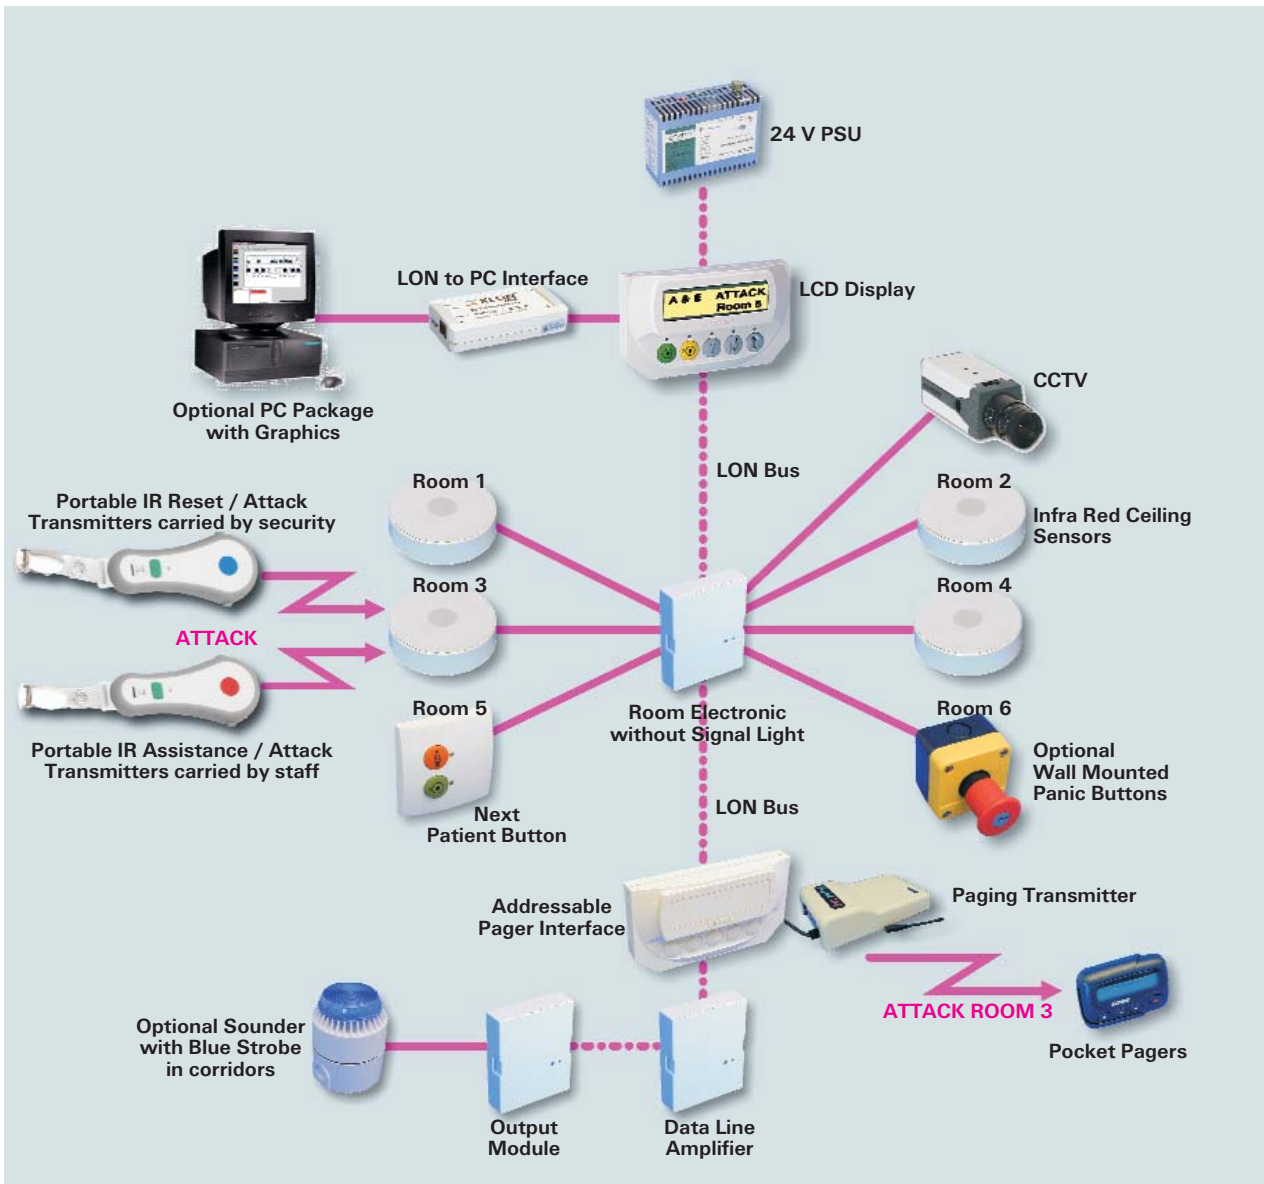 24 V PSU
LON to PC Interface
LCD Display
A & E ATTACK
Room 5
CCTV
Optional PC Package
with Graphics
LON Bus
Room 1
Room 2
Portable IR Reset / Attack
Transmitters carried by security
Infra Red Ceiling
Sensors
Room 3
Room 4
ATTACK
Room 5
Room 6
Room Electronic
without Signal Light
Portable IR Assistance / Attack
Transmitters carried by staff
Optional
Wall Mounted
Panic Buttons
Next
Patient Button
LON Bus
Addressable
Pager Interface
Paging Transmitter
ATTACK ROOM 3
Optional Sounder
with Blue Strobe
in corridors
Pocket Pagers
Output
Module
Data Line
Amplifier